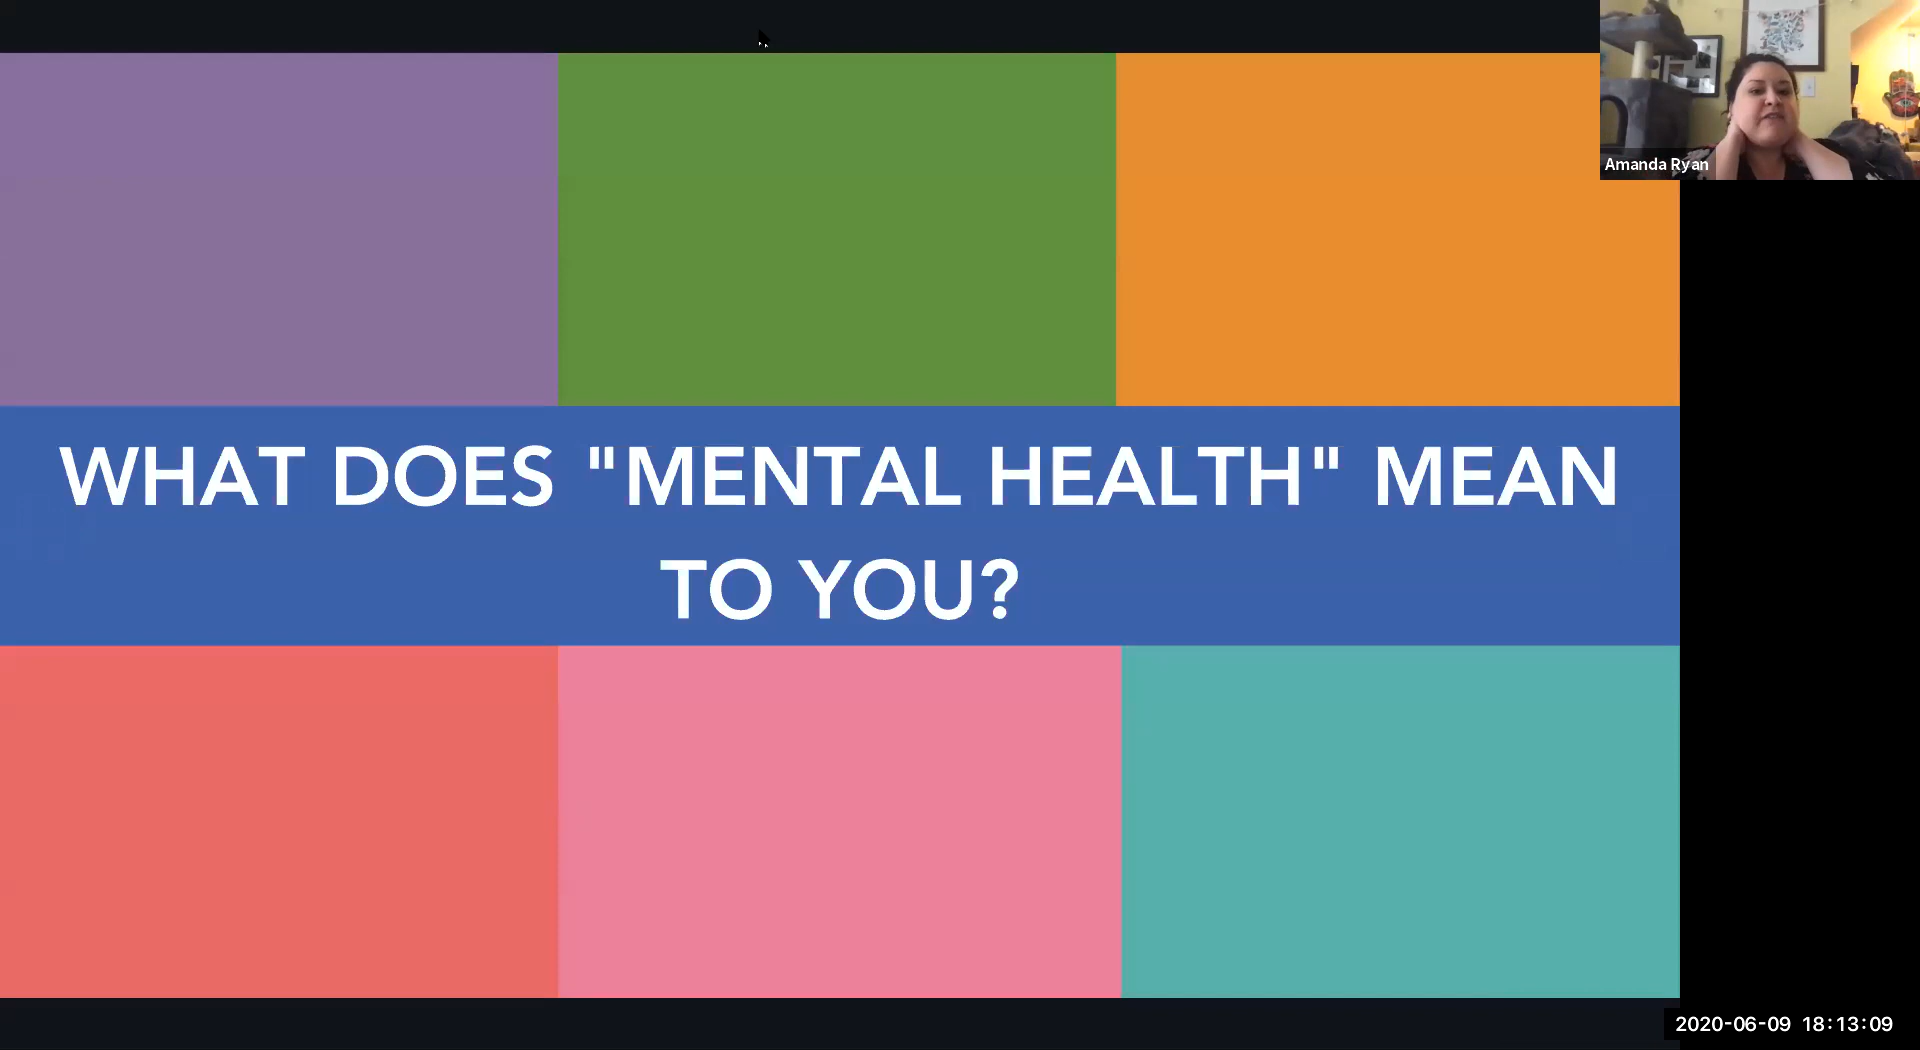 Amanda Ryan
WHAT DOES "MENTAL HEALTH" MEAN
TO YOU?
2020-06-09 18:13:09